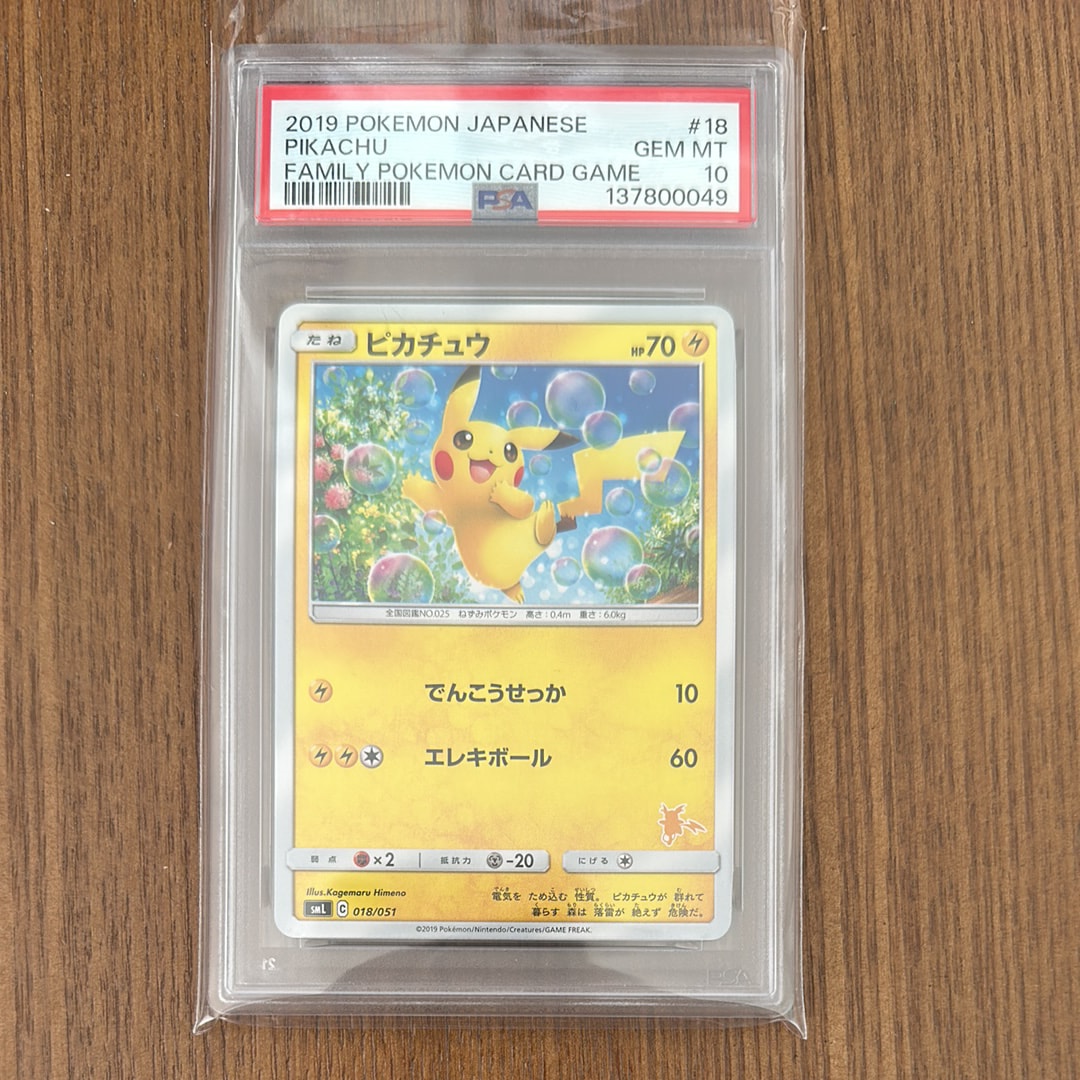 2019 POKEMON JAPANESE #18
PIKACHU GEM MT
FAMILY POKEMON CARD GAME 10
PSA 137800049
たね ピカチュウ HP70
全国図鑑NO.025 ねずみポケモン 高さ:0.4m 重さ:6.0kg
でんこうせっか 10
エレキボール 60
弱点 ×2 抵抗力 -20 にげる
Illus.Kagemaru Himeno
電気を ため込む 性質。 ピカチュウが 群れて
暮らす 森は 落雷が 絶えず 危険だ。
SML C 018/051
©2019 Pokémon/Nintendo/Creatures/GAME FREAK.
PSA